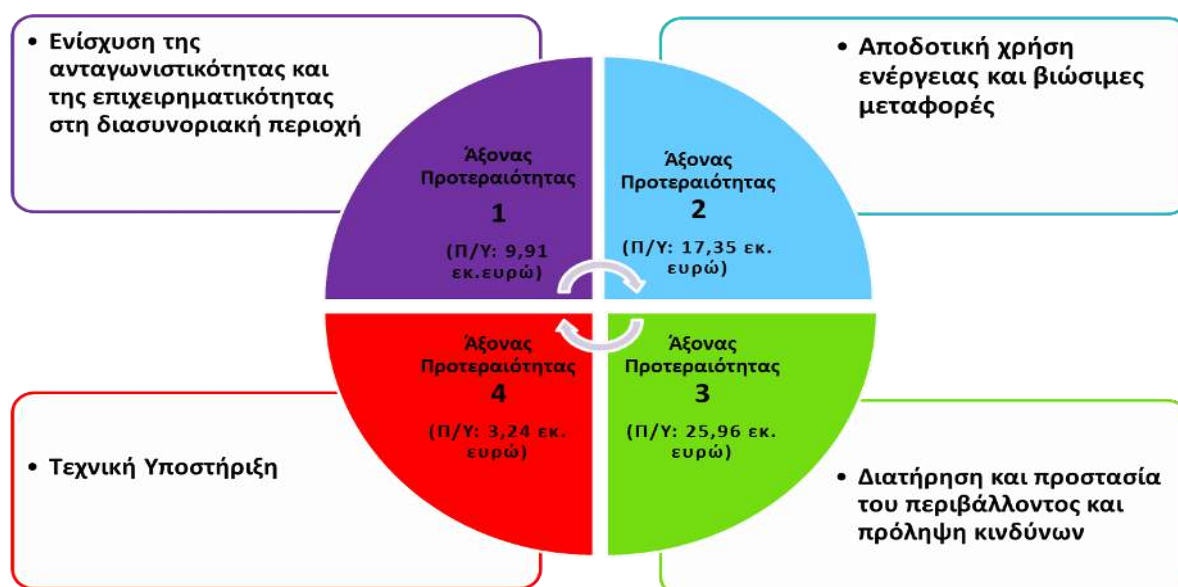 • Ενίσχυση της
ανταγωνιστικότητας και
της επιχειρηματικότητας
στη διασυνοριακή περιοχή
• Αποδοτική χρήση
ενέργειας και βιώσιμες
μεταφορές
Άξονας
Προτεραιότητας
1
(Π/Υ: 9,91
εκ.ευρώ)
Άξονας
Προτεραιότητας
2
(Π/Υ: 17,35 εκ.
ευρώ)
Άξονας
Προτεραιότητας
4
(Π/Υ: 3,24 εκ.
ευρώ)
Άξονας
Προτεραιότητας
3
(Π/Υ: 25,96 εκ.
ευρώ)
• Τεχνική Υποστήριξη
• Διατήρηση και προστασία
του περιβάλλοντος και
πρόληψη κινδύνων